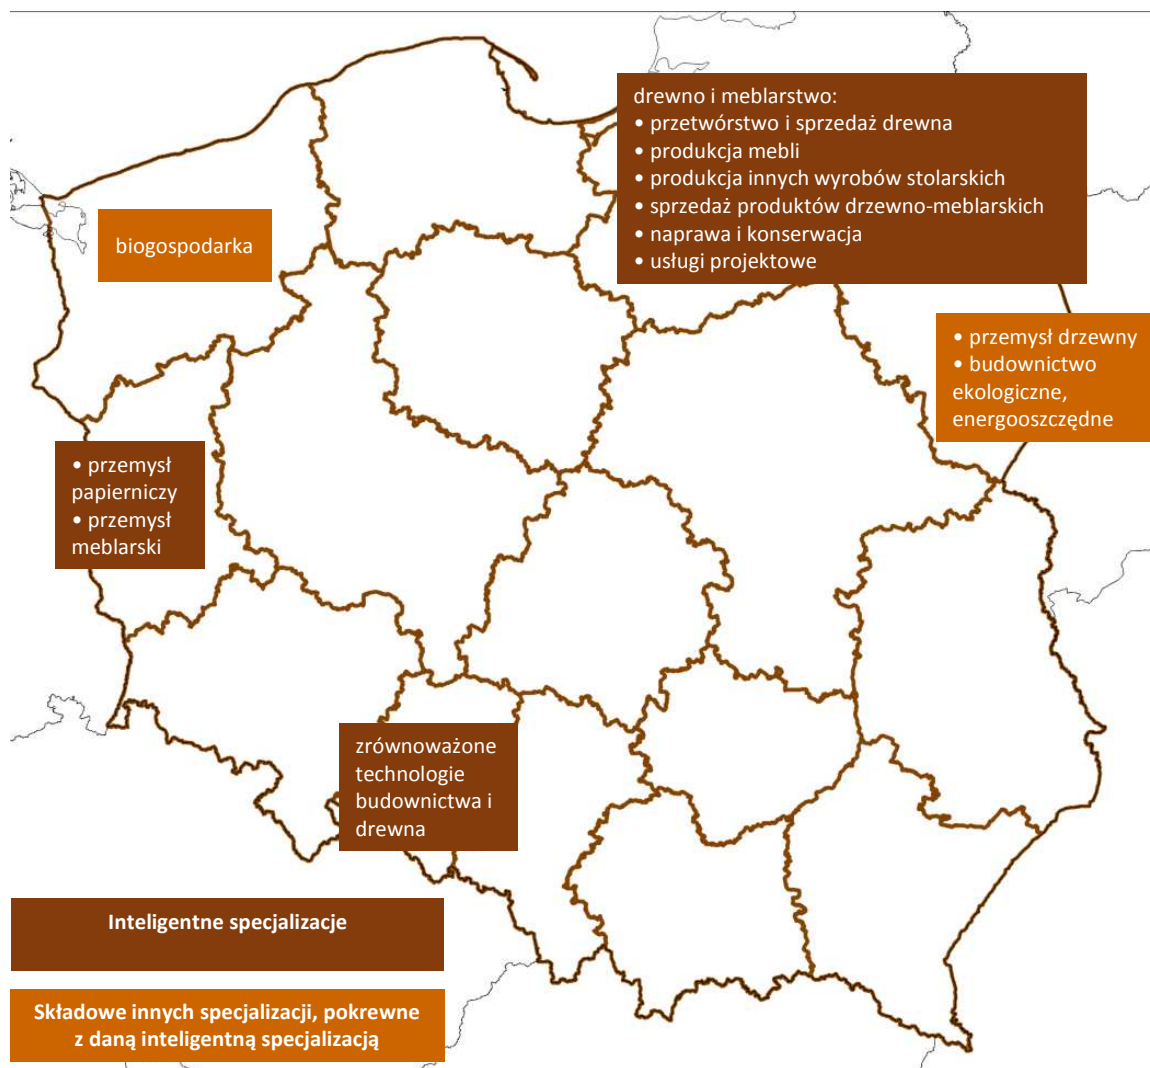 drewno i meblarstwo:
• przetwórstwo i sprzedaż drewna
• produkcja mebli
• produkcja innych wyrobów stolarskich
• sprzedaż produktów drzewno-meblarskich
• naprawa i konserwacja
• usługi projektowe
biogospodarka
• przemysł drzewny
• budownictwo
ekologiczne,
energooszczędne
• przemysł
papierniczy
• przemysł
meblarski
zrównoważone
technologie
budownictwa i
drewna
Inteligentne specjalizacje
Składowe innych specjalizacji, pokrewne
z daną inteligentną specjalizacją